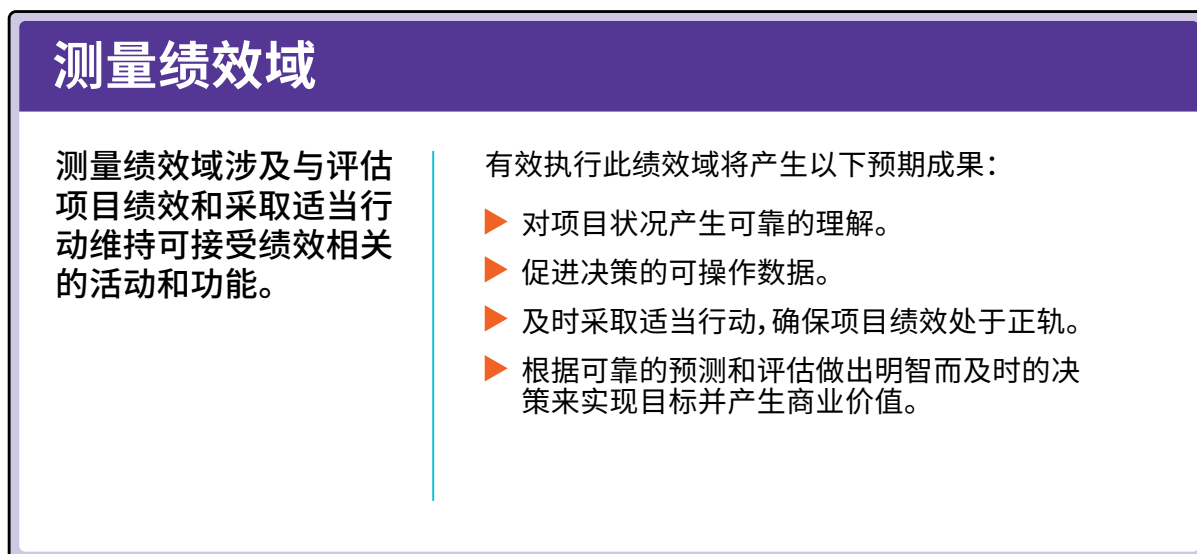 测量绩效域
测量绩效域涉及与评估
项目绩效和采取适当行
动维持可接受绩效相关
的活动和功能。
有效执行此绩效域将产生以下预期成果：
对项目状况产生可靠的理解。
促进决策的可操作数据。
及时采取适当行动，确保项目绩效处于正轨。
根据可靠的预测和评估做出明智而及时的决
策来实现目标并产生商业价值。